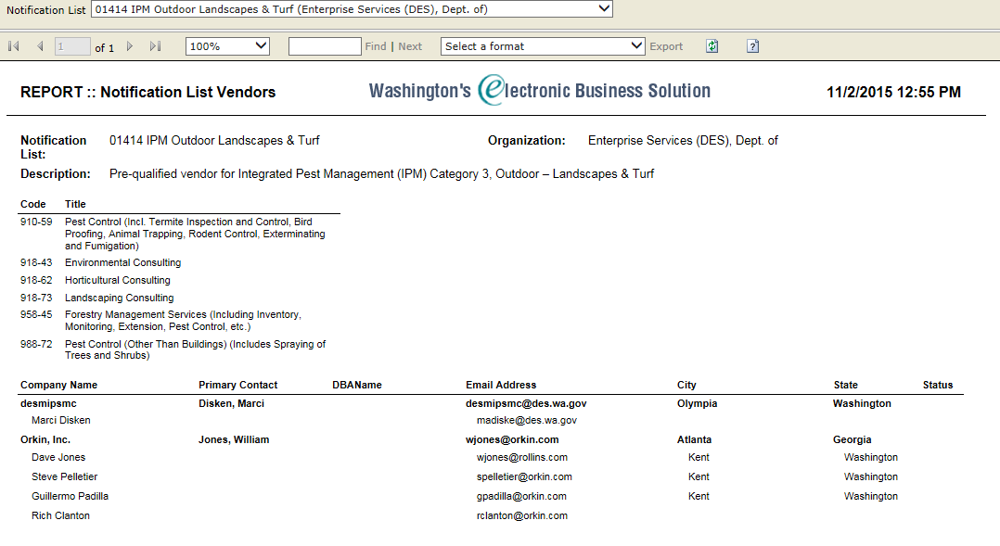 Notification List 01414 IPM Outdoor Landscapes & Turf (Enterprise Services (DES), Dept. of)
1 of 1 100% Find | Next Select a format Export ?
REPORT :: Notification List Vendors Washington's electronic Business Solution 11/2/2015 12:55 PM
Notification List: 01414 IPM Outdoor Landscapes & Turf Organization: Enterprise Services (DES), Dept. of
Description: Pre-qualified vendor for Integrated Pest Management (IPM) Category 3, Outdoor – Landscapes & Turf
Code Title
910-59 Pest Control (Incl. Termite Inspection and Control, Bird
Proofing, Animal Trapping, Rodent Control, Exterminating
and Fumigation)
918-43 Environmental Consulting
918-62 Horticultural Consulting
918-73 Landscaping Consulting
958-45 Forestry Management Services (Including Inventory,
Monitoring, Extension, Pest Control, etc.)
988-72 Pest Control (Other Than Buildings) (Includes Spraying of
Trees and Shrubs)
Company Name Primary Contact DBAName Email Address City State Status
desmipsmc Disken, Marci desmipsmc@des.wa.gov Olympia Washington
Marci Disken madiske@des.wa.gov
Orkin, Inc. Jones, William wjones@orkin.com Atlanta Georgia
Dave Jones wjones@rollins.com Kent Washington
Steve Pelletier spelletier@orkin.com Kent Washington
Guillermo Padilla gpadilla@orkin.com Kent Washington
Rich Clanton rclanton@orkin.com